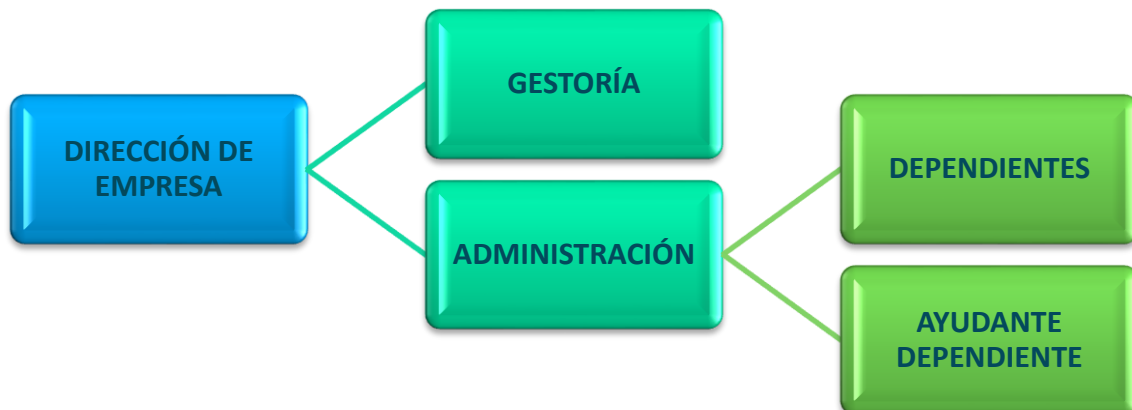 DIRECCIÓN DE
EMPRESA
GESTORÍA
ADMINISTRACIÓN
DEPENDIENTES
AYUDANTE
DEPENDIENTE